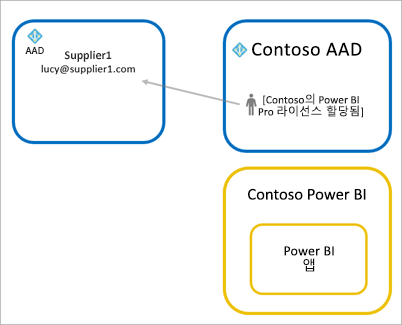 AAD
Supplier1
lucy@supplier1.com
Contoso AAD
[Contoso의 Power BI
Pro 라이선스 할당됨]
Contoso Power BI
Power BI
앱